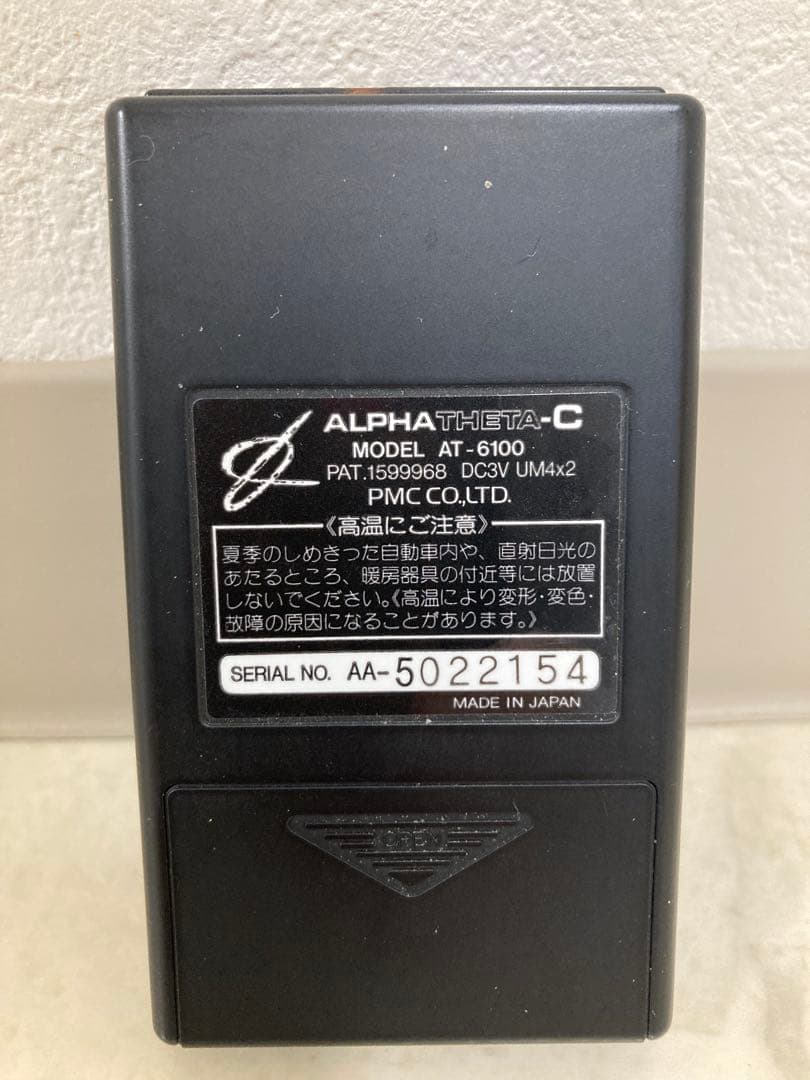 ALPHATHETA-C
MODEL AT-6100
PAT.1599968 DC3V UM4x2
PMC CO.,LTD.
《高温にご注意》
夏季のしめきった自動車内や、直射日光の
あたるところ、暖房器具の付近等には放置
しないでください。《高温により変形・変色・
故障の原因になることがあります。》
SERIAL NO. AA-5022154
MADE IN JAPAN
OPEN